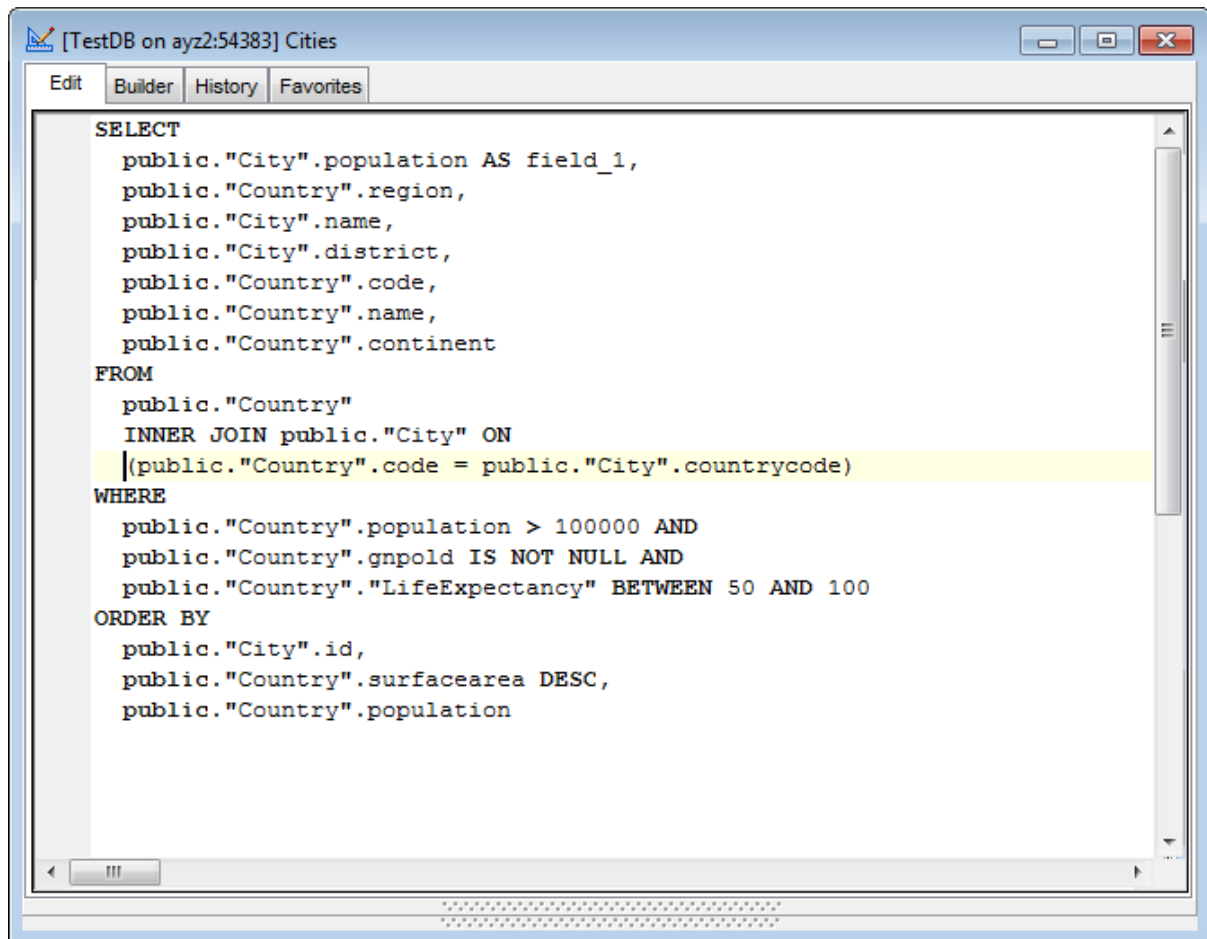 [TestDB on ayz2:54383] Cities
Edit Builder History Favorites
SELECT
public."City".population AS field_1,
public."Country".region,
public."City".name,
public."City".district,
public."Country".code,
public."Country".name,
public."Country".continent
FROM
public."Country"
INNER JOIN public."City" ON
(public."Country".code = public."City".countrycode)
WHERE
public."Country".population > 100000 AND
public."Country".gnpold IS NOT NULL AND
public."Country"."LifeExpectancy" BETWEEN 50 AND 100
ORDER BY
public."City".id,
public."Country".surfacearea DESC,
public."Country".population